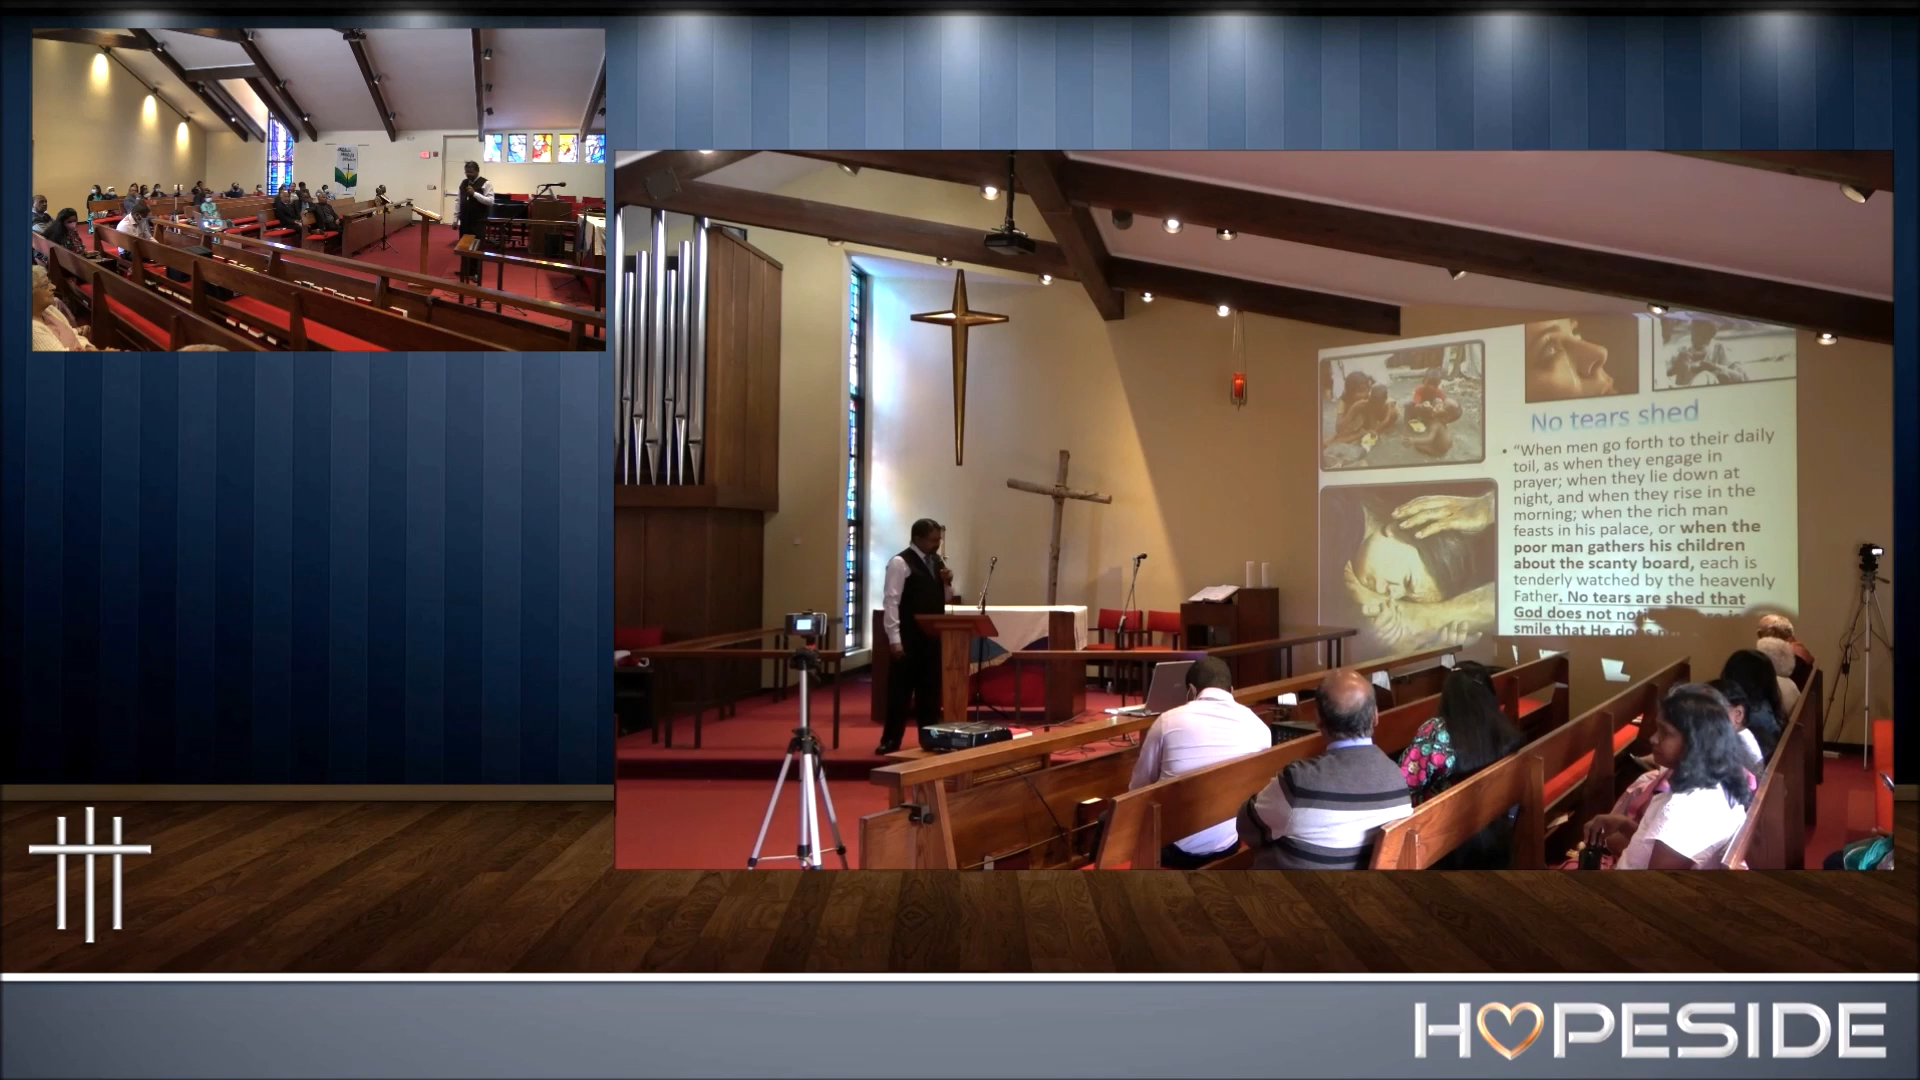 No tears shed
• “When men go forth to their daily
toil, as when they engage in
prayer; when they lie down at
night, and when they rise in the
morning; when the rich man
feasts in his palace, or when the
poor man gathers his children
about the scanty board, each is
tenderly watched by the heavenly
Father. No tears are shed that
God does not
smile that He does
HOPESIDE